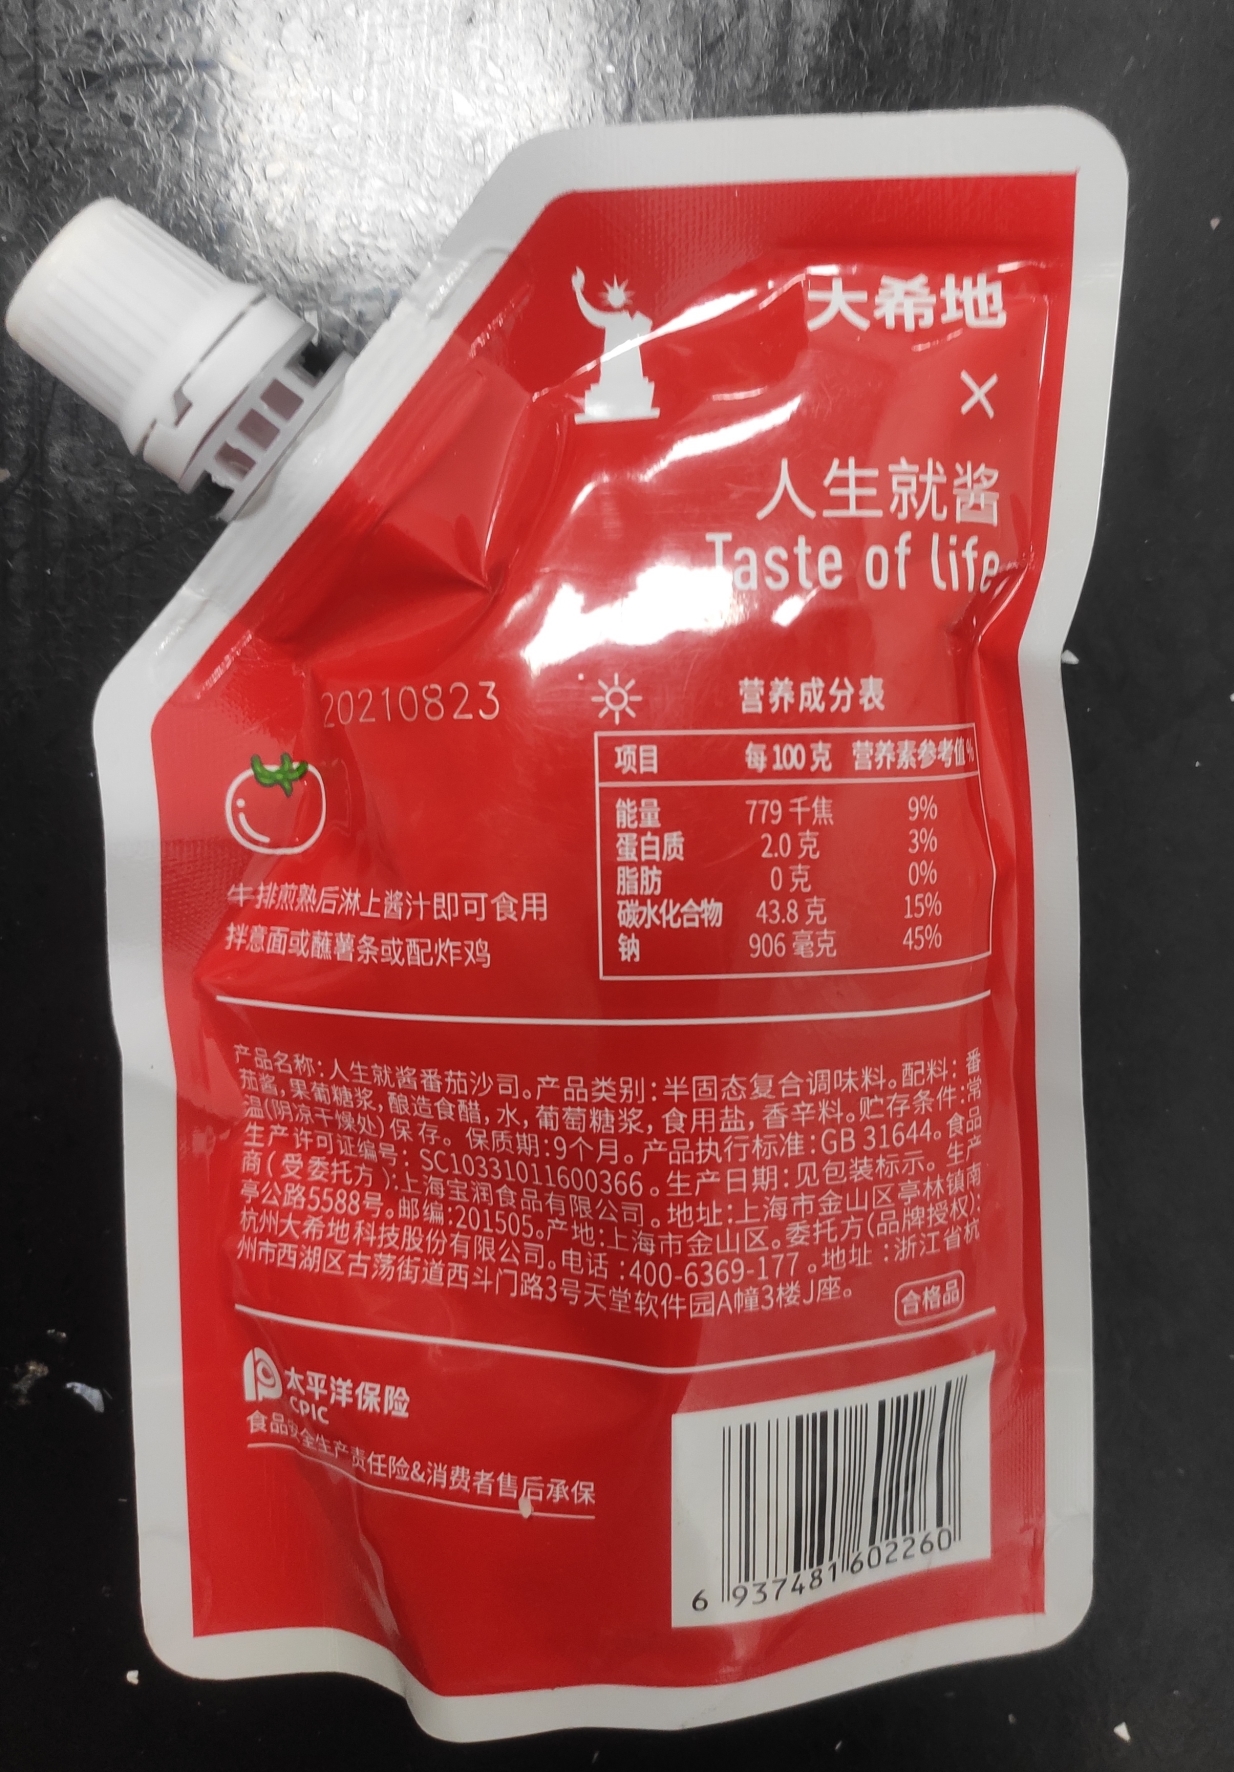 大希地
×
人生就酱
Taste of life
20210823
营养成分表
项目 每100克 营养素参考值%
能量 779千焦 9%
蛋白质 2.0克 3%
脂肪 0克 0%
碳水化合物 43.8克 15%
钠 906毫克 45%
牛排煎熟后淋上酱汁即可食用
拌意面或蘸薯条或配炸鸡
产品名称:人生就酱番茄沙司。产品类别:半固态复合调味料。配料:番
茄酱,果葡糖浆,酿造食醋,水,葡萄糖浆,食用盐,香辛料。贮存条件:常
温(阴凉干燥处)保存。保质期:9个月。产品执行标准:GB 31644。食品
生产许可证编号:SC10331011600366。生产日期:见包装标示。生产
商(受委托方):上海宝润食品有限公司。地址:上海市金山区亭林镇南
亭公路5588号。邮编:201505。产地:上海市金山区。委托方(品牌授权):
杭州大希地科技股份有限公司。电话:400-6369-177。地址:浙江省杭
州市西湖区古荡街道西斗门路3号天堂软件园A幢3楼J座。
合格品
太平洋保险
CPIC
食品安全生产责任险&消费者售后承保
6 937481 602260